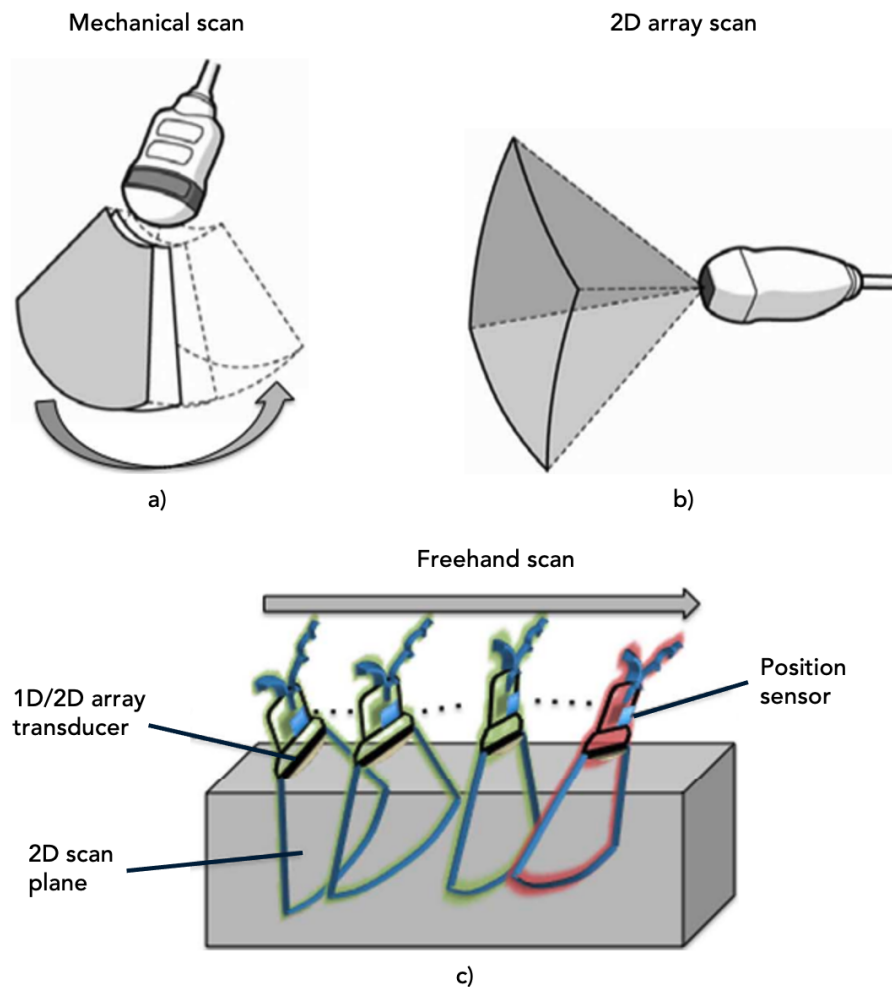 Mechanical scan
2D array scan
a)
b)
Freehand scan
1D/2D array
transducer
Position
sensor
2D scan
plane
c)